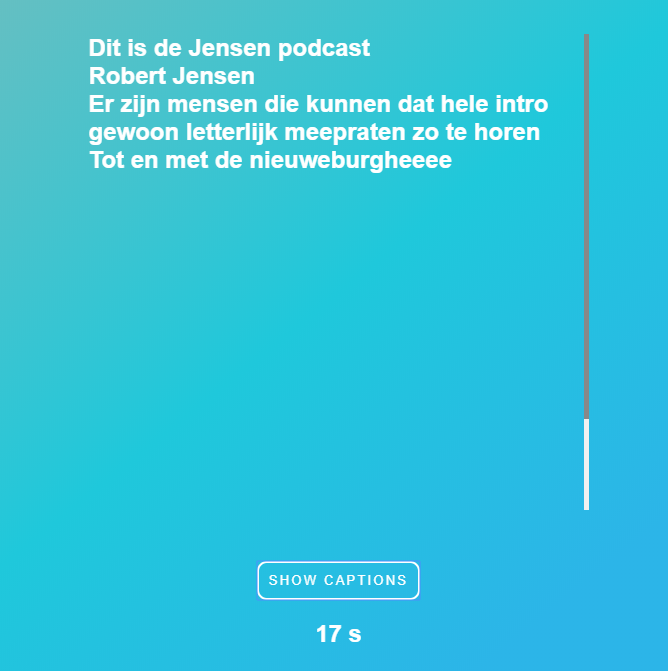 Dit is de Jensen podcast
Robert Jensen
Er zijn mensen die kunnen dat hele intro
gewoon letterlijk meepraten zo te horen
Tot en met de nieuweburgheeee
SHOW CAPTIONS
17 s